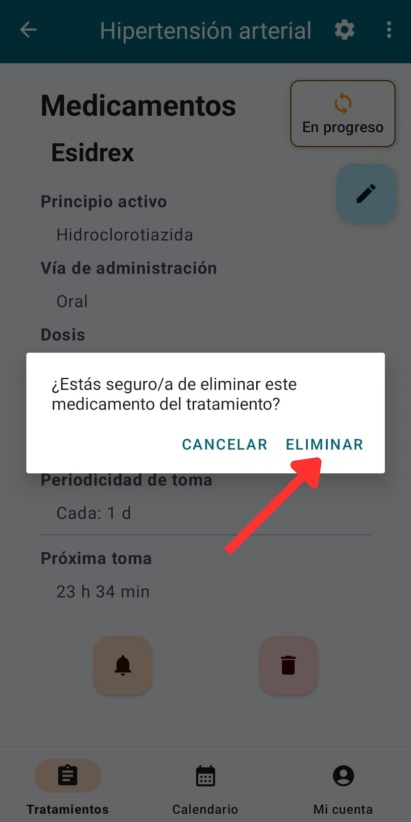 Hipertensión arterial
Medicamentos
En progreso
Esidrex
Principio activo
Hidroclorotiazida
Vía de administración
Oral
Dosis
¿Estás seguro/a de eliminar este
medicamento del tratamiento?
CANCELAR ELIMINAR
Periodicidad de toma
Cada: 1 d
Próxima toma
23 h 34 min
Tratamientos Calendario Mi cuenta